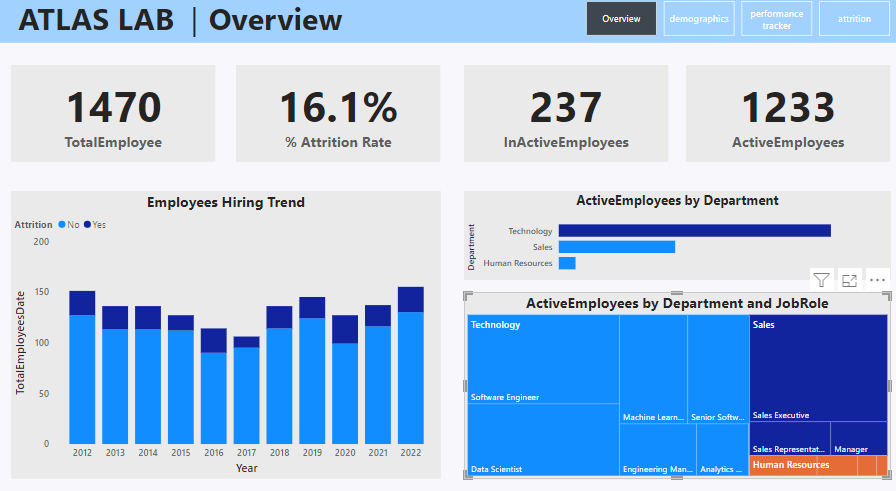 ATLAS LAB | Overview
Overview
demographics
performance
tracker
attrition
1470
TotalEmployee
16.1%
% Attrition Rate
237
InActiveEmployees
1233
ActiveEmployees
Employees Hiring Trend
Attrition No Yes
TotalEmployeesDate
200
150
100
50
0
2012 2013 2014 2015 2016 2017 2018 2019 2020 2021 2022
Year
ActiveEmployees by Department
Department
Technology
Sales
Human Resources
ActiveEmployees by Department and JobRole
Technology
Software Engineer
Data Scientist
Machine Learn...
Senior Softw...
Engineering Man...
Analytics ...
Sales
Sales Executive
Sales Representat...
Manager
Human Resources